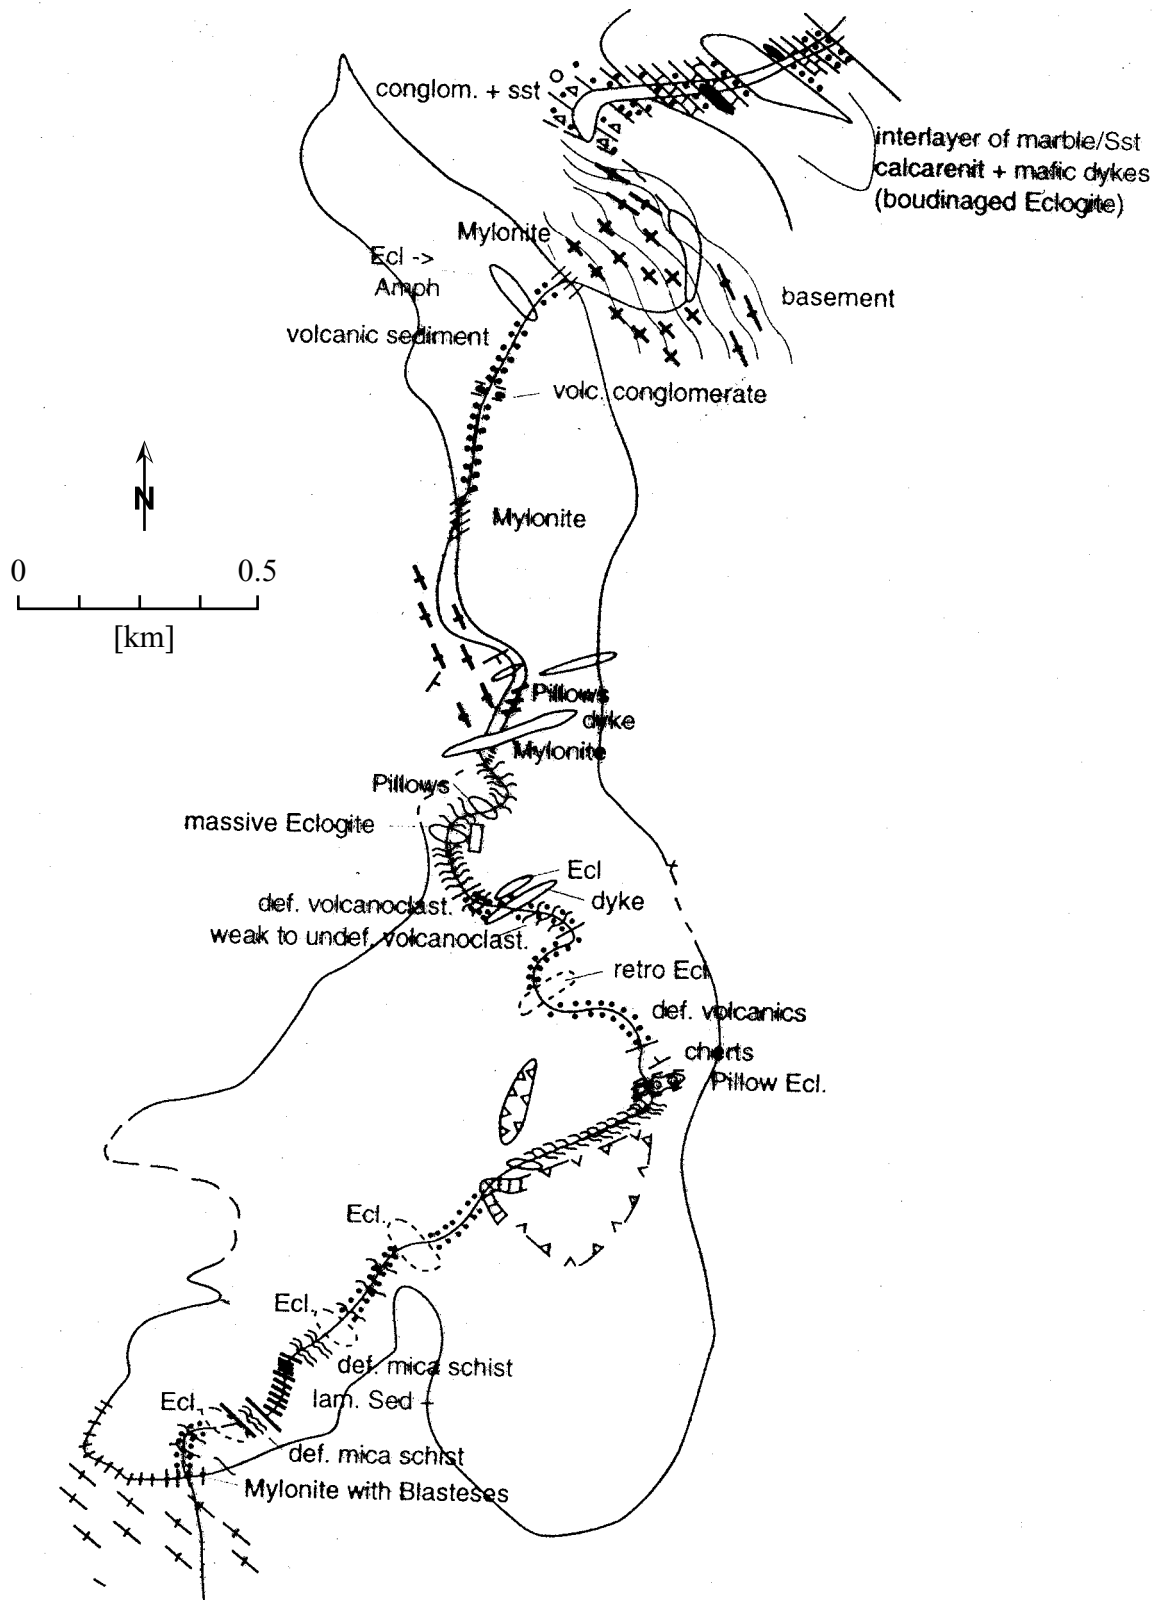 conglom. + sst
interlayer of marble/Sst
calcarenit + mafic dykes
(boudinaged Eclogite)
Mylonite
Ecl ->
Amph
basement
volcanic sediment
volc. conglomerate
N
Mylonite
0 0.5
[km]
Pillows
dyke
Mylonite
Pillows
massive Eclogite
Ecl
dyke
def. volcanoclast.
weak to undef. volcanoclast.
retro Ecl
def. volcanics
cherts
Pillow Ecl.
Ecl.
Ecl.
def. mica schist
Ecl.
lam. Sed
def. mica schist
Mylonite with Blasteses